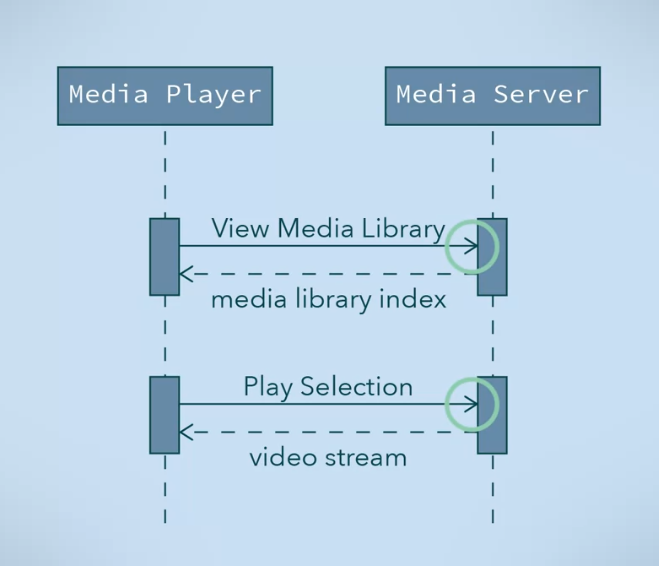 Media Player
Media Server
View Media Library
media library index
Play Selection
video stream